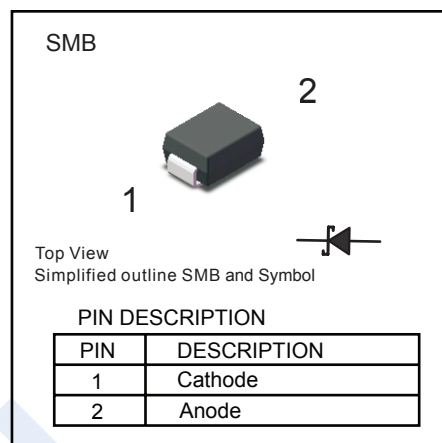 SMB
2
1
Top View
Simplified outline SMB and Symbol
PIN DESCRIPTION
PIN DESCRIPTION
1 Cathode
2 Anode